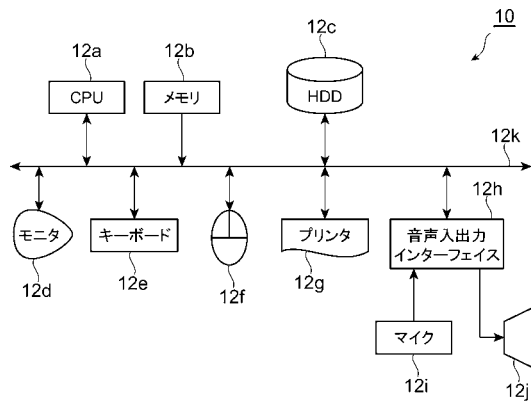 10
12a
12b
12c
CPU
メモリ
HDD
12k
12h
モニタ
キーボード
プリンタ
音声入出力
インターフェイス
12d
12e
12f
12g
マイク
12i
12j